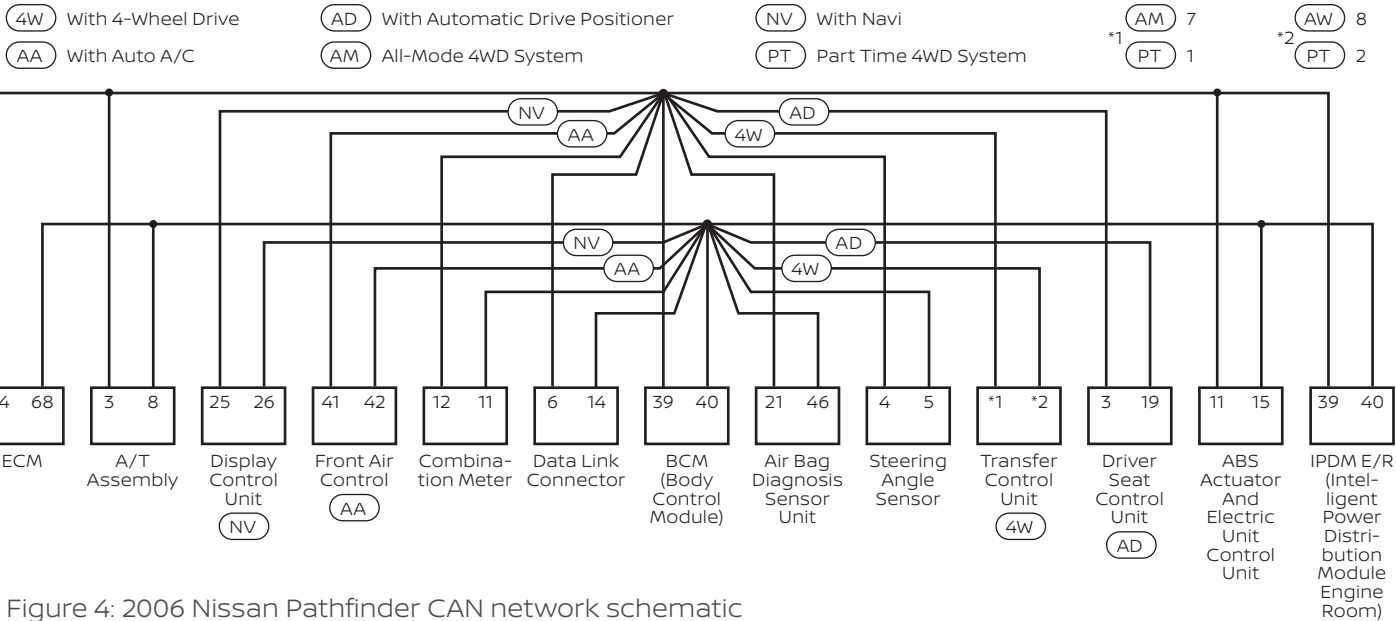 4W With 4-Wheel Drive
AD With Automatic Drive Positioner
NV With Navi
*1 AM 7
*2 AW 8
AA With Auto A/C
AM All-Mode 4WD System
PT Part Time 4WD System
PT 1
PT 2
NV
AD
AA
4W
NV
AD
AA
4W
4 68
3 8
25 26
41 42
12 11
6 14
39 40
21 46
4 5
*1 *2
3 19
11 15
39 40
ECM
A/T
Assembly
Display
Control
Unit
NV
Front Air
Control
AA
Combina-
tion Meter
Data Link
Connector
BCM
(Body
Control
Module)
Air Bag
Diagnosis
Sensor
Unit
Steering
Angle
Sensor
Transfer
Control
Unit
4W
Driver
Seat
Control
Unit
AD
ABS
Actuator
And
Electric
Unit
Control
Unit
IPDM E/R
(Intel-
ligent
Power
Distri-
bution
Module
Engine
Room)
Figure 4: 2006 Nissan Pathfinder CAN network schematic